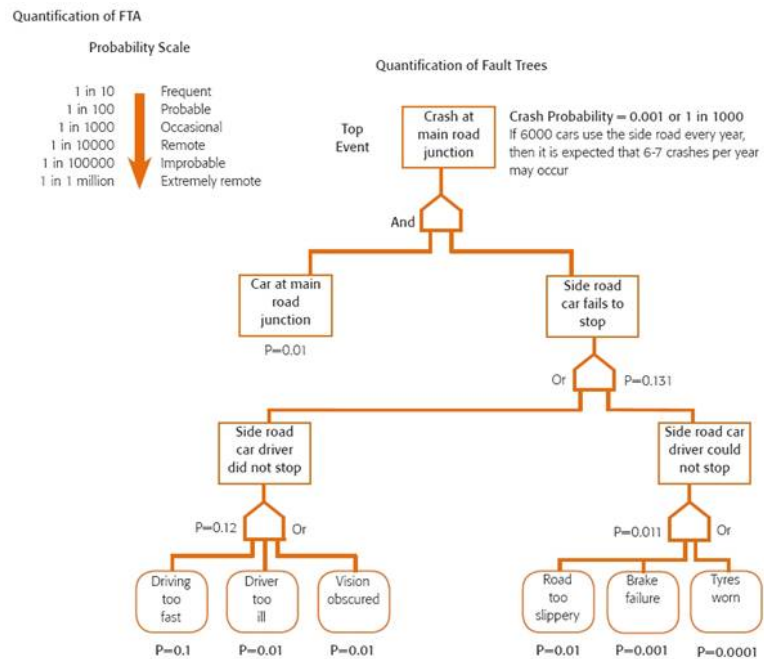 Quantification of FTA
Probability Scale
1 in 10 Frequent
1 in 100 Probable
1 in 1000 Occasional
1 in 10000 Remote
1 in 100000 Improbable
1 in 1 million Extremely remote
Quantification of Fault Trees
Top
Event
Crash at
main road
junction
Crash Probability = 0.001 or 1 in 1000
If 6000 cars use the side road every year,
then it is expected that 6-7 crashes per year
may occur
And
Car at main
road
junction
P=0.01
Side road
car fails to
stop
Or
P=0.131
Side road
car driver
did not stop
P=0.12
Or
Side road car
driver could
not stop
P=0.011
Or
Driving
too
fast
P=0.1
Driver
too
ill
P=0.01
Vision
obscured
P=0.01
Road
too
slippery
P=0.01
Brake
failure
P=0.001
Tyres
worn
P=0.0001